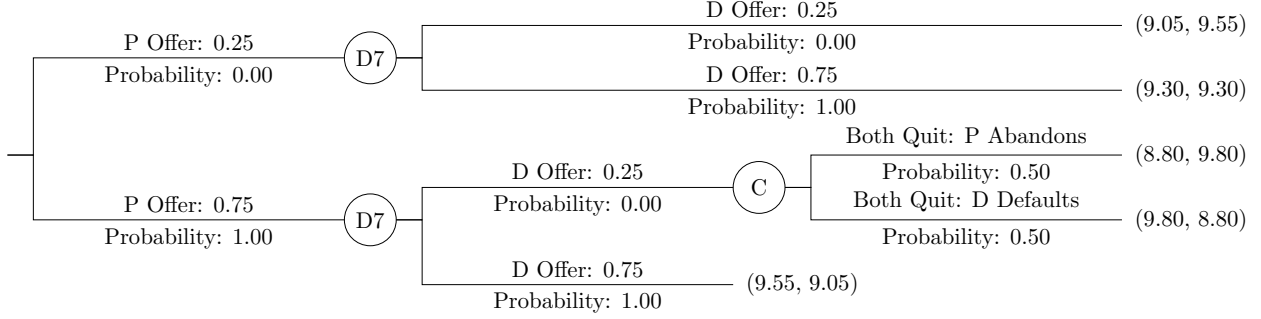 D Offer: 0.25
(9.05, 9.55)
P Offer: 0.25
Probability: 0.00
D7
Probability: 0.00
D Offer: 0.75
(9.30, 9.30)
Probability: 1.00
Both Quit: P Abandons
(8.80, 9.80)
D Offer: 0.25
Probability: 0.50
C
P Offer: 0.75
Probability: 0.00
Both Quit: D Defaults
(9.80, 8.80)
D7
Probability: 1.00
Probability: 0.50
D Offer: 0.75
(9.55, 9.05)
Probability: 1.00